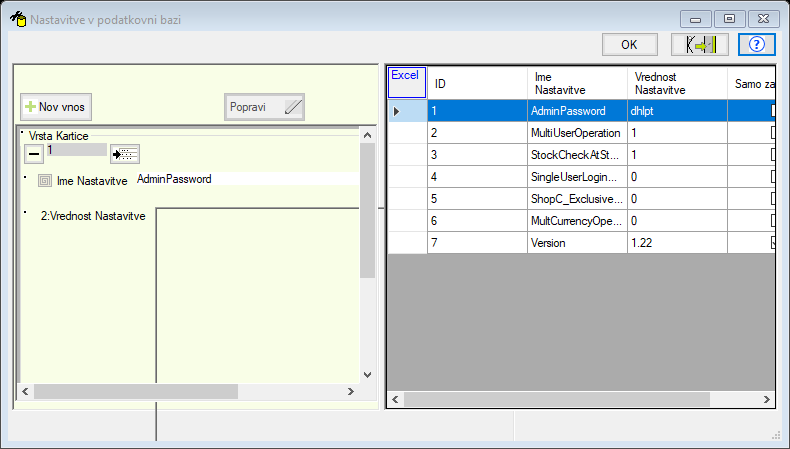 Nastavitve v podatkovni bazi
OK
Nov vnos
Popravi
Vrsta Kartice
1
Ime Nastavitve AdminPassword
2:Vrednost Nastavitve
Excel
ID
Ime Nastavitve
Vrednost Nastavitve
Samo za
1 AdminPassword dhlpt
2 MultiUserOperation 1
3 StockCheckAtSt... 1
4 SingleUserLogin... 0
5 ShopC_Exclusive... 0
6 MultCurrencyOpe... 0
7 Version 1.22